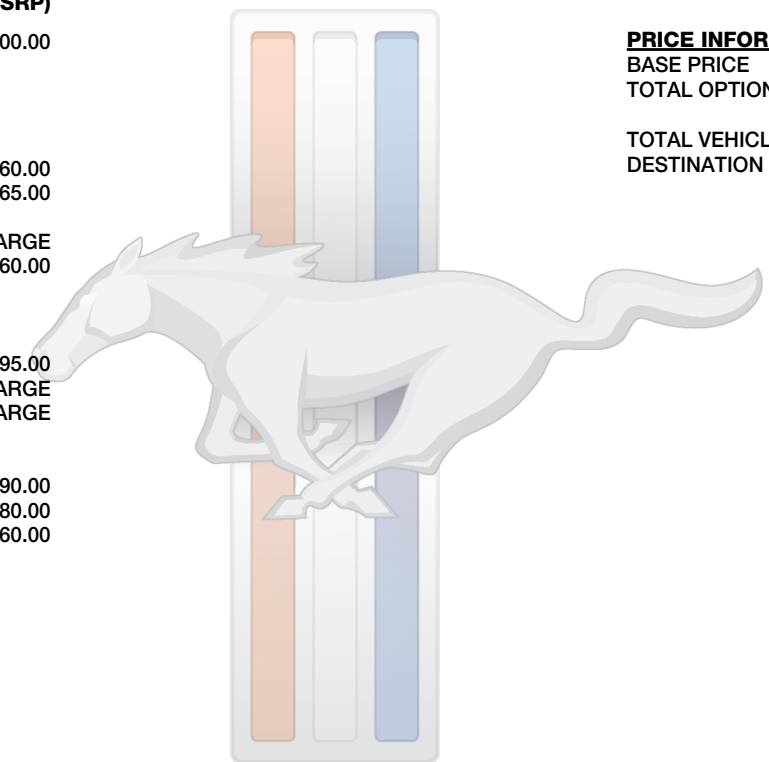 SRP)
00.00
60.00
65.00
ARGE
60.00
95.00
ARGE
ARGE
90.00
80.00
60.00
PRICE INFOR
BASE PRICE
TOTAL OPTION
TOTAL VEHICL
DESTINATION